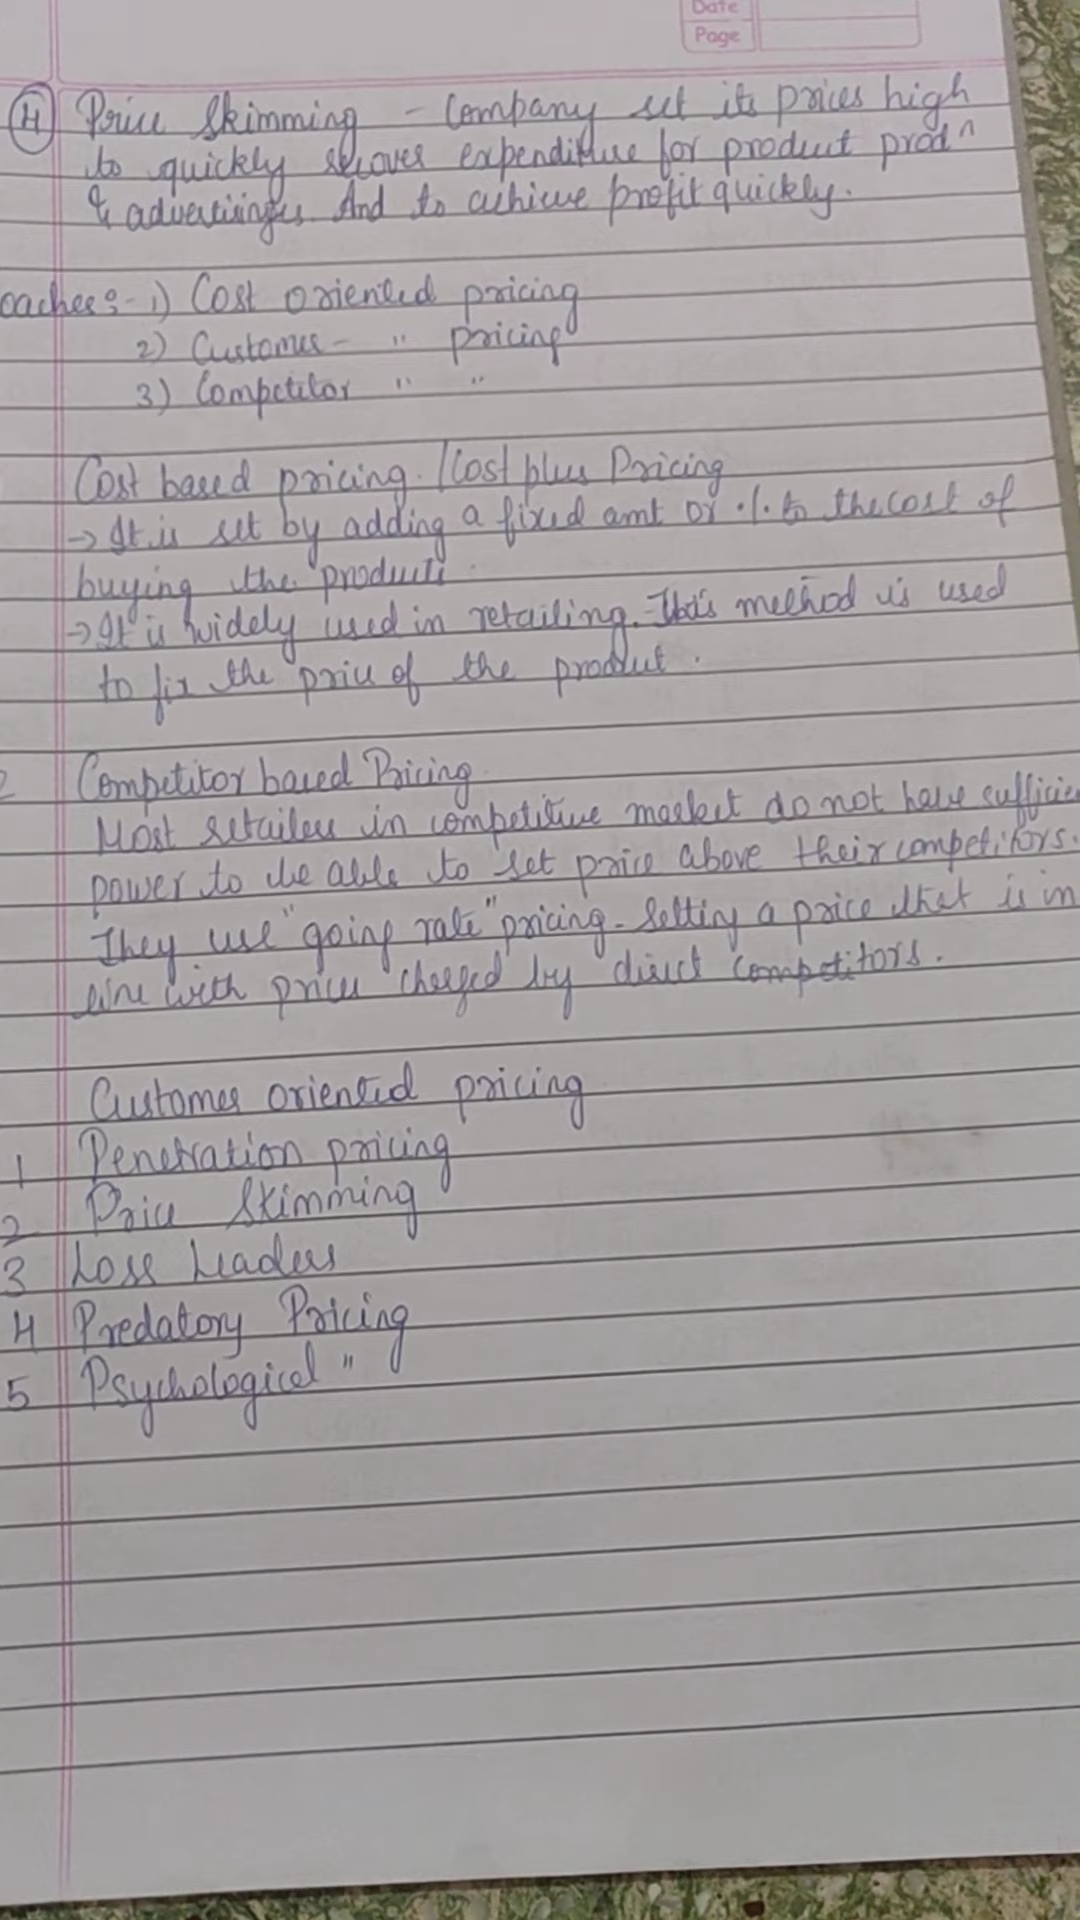 Date
Page
4 Price Skimming - Company set its prices high
to quickly recover expenditure for product prodⁿ
& advertising. And to achieve profit quickly.
oaches:- 1) Cost oriented pricing
2) Customer - " pricing
3) Competitor " "
Cost based pricing. / Cost plus Pricing
→ It is set by adding a fixed amt or % to the cost of
buying the products.
→ It is widely used in retailing. This method is used
to fix the price of the product.
2 Competitor based Pricing
Most retailers in competitive market do not have sufficien
power to be able to set price above their competitors.
They use "going rate" pricing - Setting a price that is in
line with prices charged by direct competitors.
Customer oriented pricing
1 Penetration pricing
2 Price Skimming
3 Loss Leaders
4 Predatory Pricing
5 Psychological "